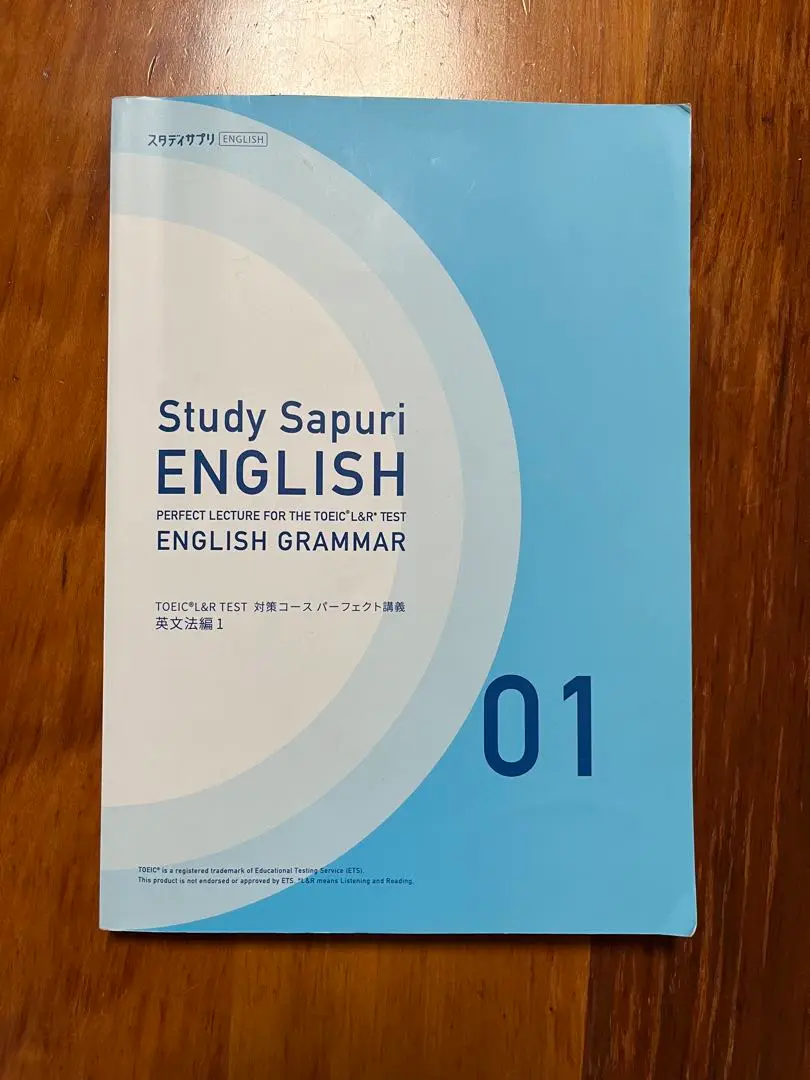 スタディサプリ ENGLISH
Study Sapuri
ENGLISH
PERFECT LECTURE FOR THE TOEIC®L&R* TEST
ENGLISH GRAMMAR
TOEIC®L&R TEST 対策コース パーフェクト講義
英文法編 1
01
TOEIC® is a registered trademark of Educational Testing Service (ETS).
This product is not endorsed or approved by ETS. *L&R means Listening and Reading.